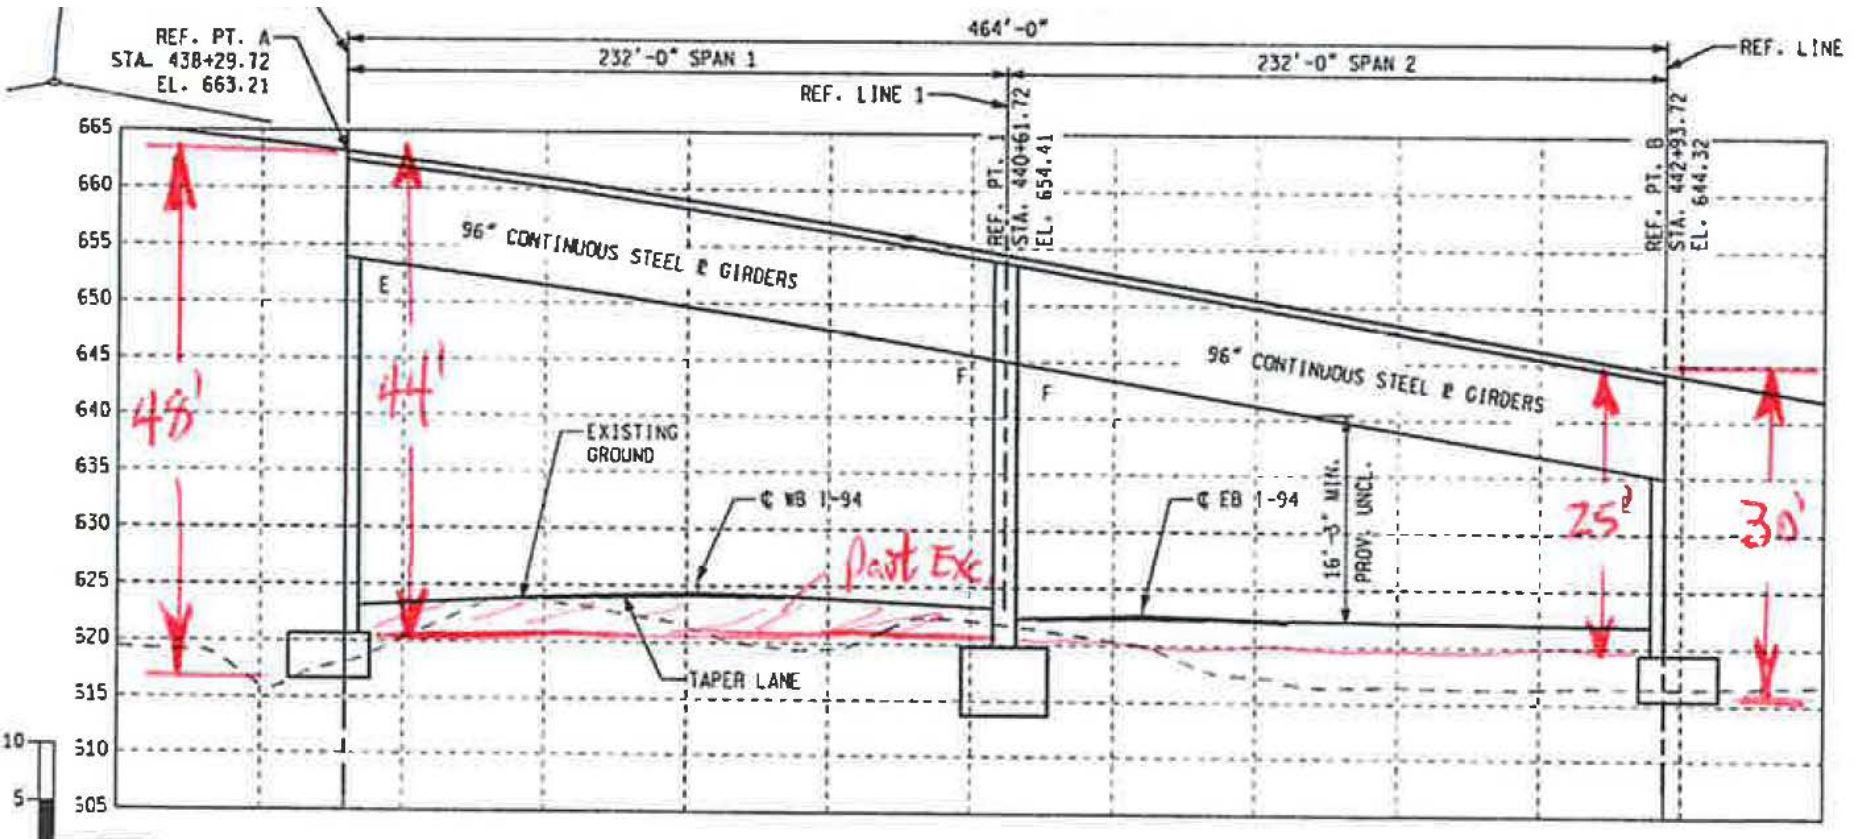 464'-0"
232'-0" SPAN 1
232'-0" SPAN 2
REF. LINE
REF. PT. A
STA. 438+29.72
EL. 663.21
REF. LINE 1
REF. PT. 1
STA. 440+61.72
EL. 654.41
REF. PT. B
STA. 442+93.72
EL. 644.32
665
660
655
650
645
640
635
630
625
620
615
610
605
96" CONTINUOUS STEEL ℙ GIRDERS
96" CONTINUOUS STEEL ℙ GIRDERS
E
F
F
48'
44'
25'
30'
EXISTING
GROUND
℄ WB I-94
℄ EB I-94
16'-3" MIN.
PROV. UNCL.
Past Exc.
TAPER LANE
10
5